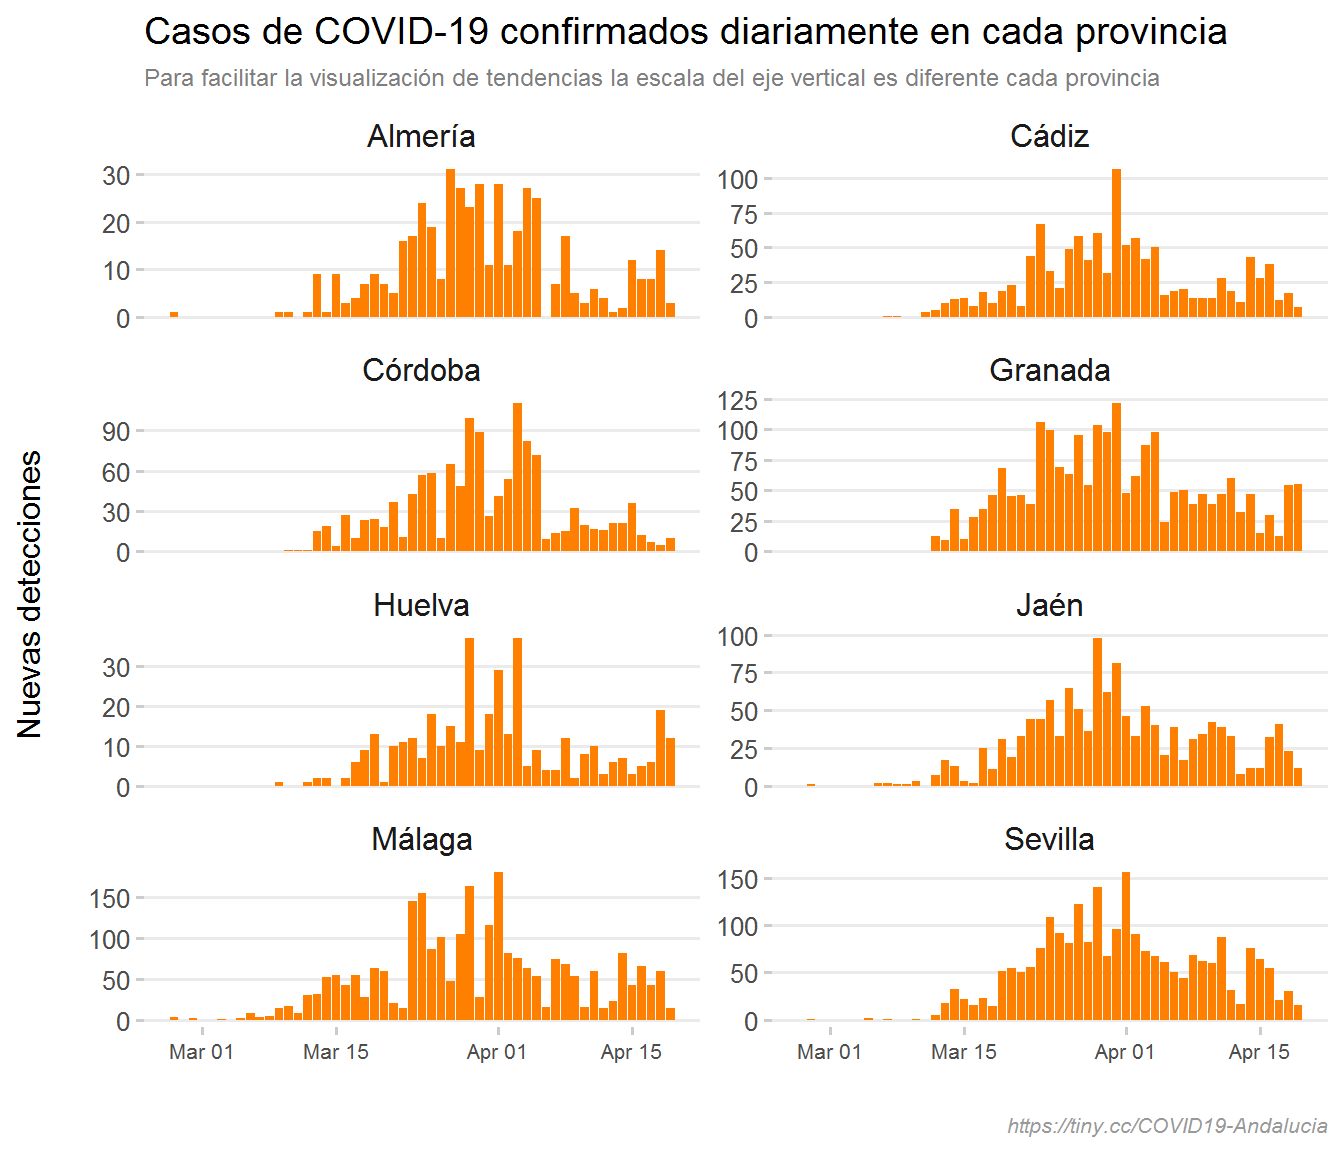 Casos de COVID-19 confirmados diariamente en cada provincia
Para facilitar la visualización de tendencias la escala del eje vertical es diferente cada provincia
Nuevas detecciones
Almería
30
20
10
0
Cádiz
100
75
50
25
0
Córdoba
90
60
30
0
Granada
125
100
75
50
25
0
Huelva
30
20
10
0
Jaén
100
75
50
25
0
Málaga
150
100
50
0
Mar 01 Mar 15 Apr 01 Apr 15
Sevilla
150
100
50
0
Mar 01 Mar 15 Apr 01 Apr 15
https://tiny.cc/COVID19-Andalucia